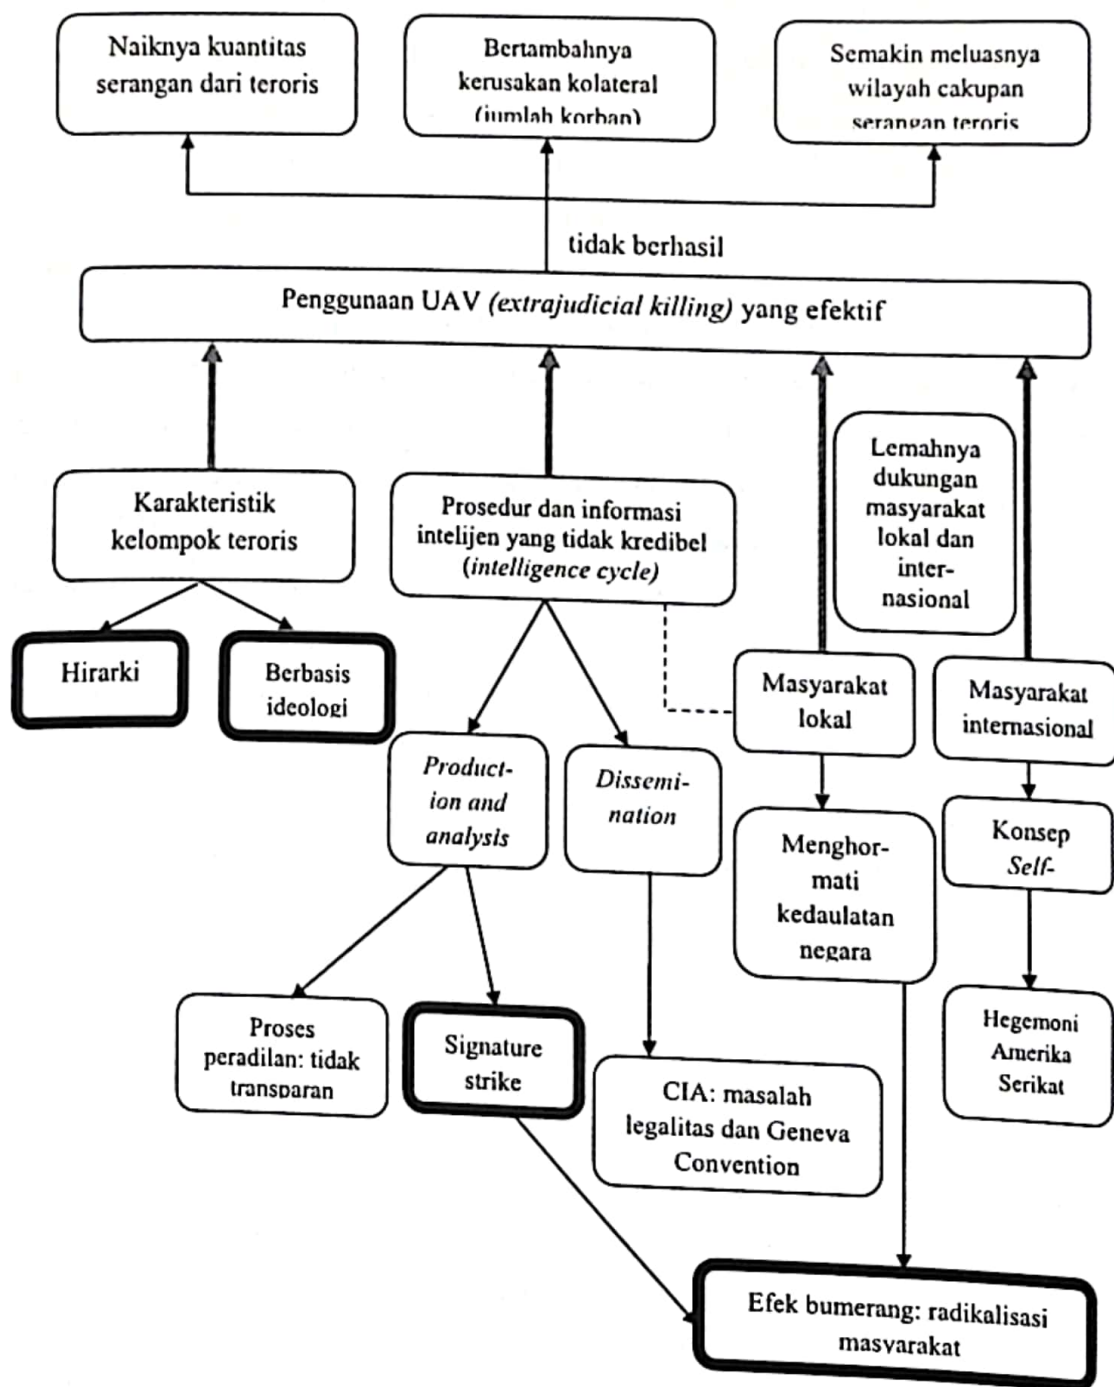 Naiknya kuantitas
serangan dari teroris
Bertambahnya
kerusakan kolateral
(jumlah korban)
Semakin meluasnya
wilayah cakupan
serangan teroris
tidak berhasil
Penggunaan UAV (extrajudicial killing) yang efektif
Lemahnya
dukungan
masyarakat
lokal dan
inter-
nasional
Karakteristik
kelompok teroris
Prosedur dan informasi
intelijen yang tidak kredibel
(intelligence cycle)
Hirarki
Berbasis
ideologi
Masyarakat
lokal
Masyarakat
internasional
Product-
ion and
analysis
Dissemi-
nation
Menghor-
mati
kedaulatan
negara
Konsep
Self-
Proses
peradilan: tidak
transparan
Signature
strike
CIA: masalah
legalitas dan Geneva
Convention
Hegemoni
Amerika
Serikat
Efek bumerang: radikalisasi
masyarakat